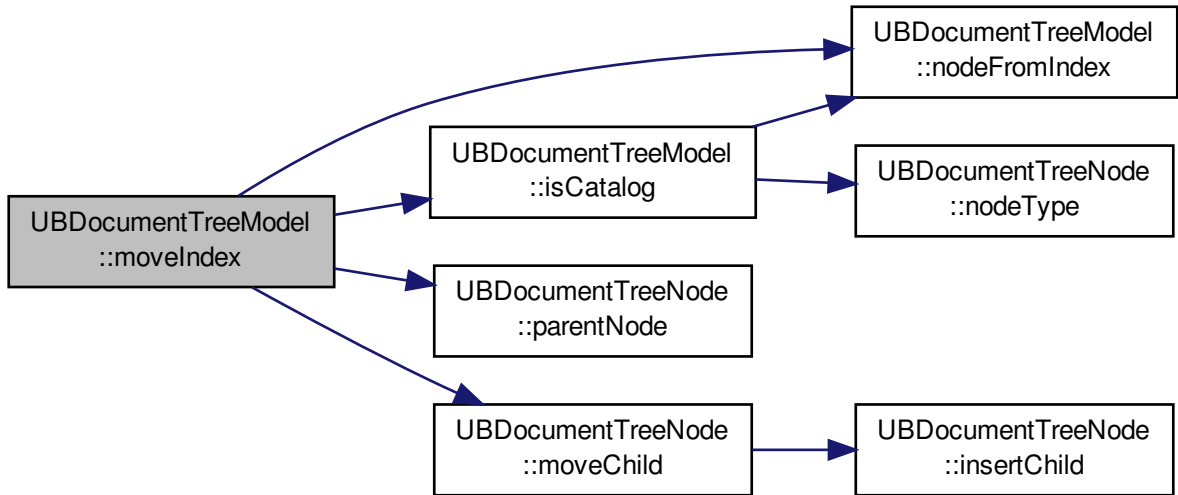 UBDocumentTreeModel
::moveIndex
UBDocumentTreeModel
::nodeFromIndex
UBDocumentTreeModel
::isCatalog
UBDocumentTreeNode
::nodeType
UBDocumentTreeNode
::parentNode
UBDocumentTreeNode
::moveChild
UBDocumentTreeNode
::insertChild